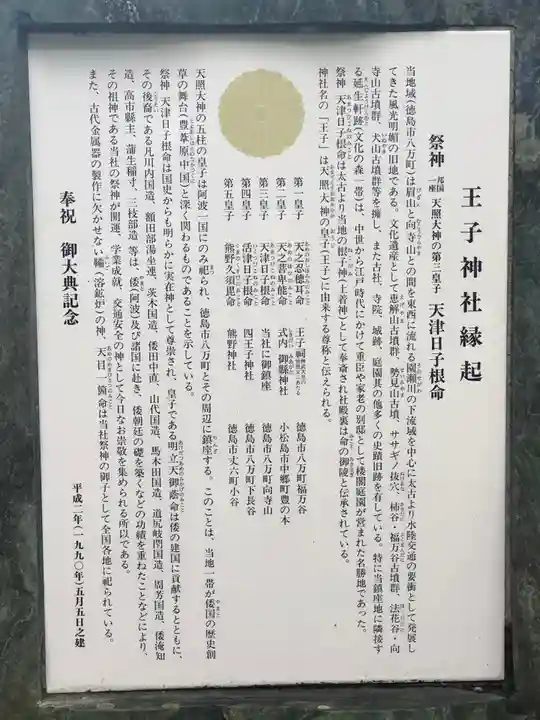 王子神社縁起
祭神 邦国一座 天照大神の第三皇子 天津日子根命
当地域(徳島市八万町)は眉山と向寺山との間を東西に流れる園瀬川の下流域を中心に太古より水陸交通の要衝として発展し
てきた風光明媚の旧地である。文化遺産として恵解山古墳群、勢見山古墳、ササギノ抜穴、柿谷・福万谷古墳群、法花谷・向
寺山古墳群、犬山古墳群等を擁し、また古社、寺院、城跡、庭園其の他多くの史蹟旧跡を有している。特に当鎮座地に隣接す
る延生軒跡(文化の森一帯)は、中世から江戸時代にかけて重臣や家老の別邸として楼閣庭園が営まれた名勝地であった。
祭神 天津日子根命は太古より当地の根子神(土着神)として奉斎され社殿裏は命の御陵と伝承されている。
神社名の「王子」は天照大神の皇子(王子)に由来する尊称と伝えられる。
第一皇子 天之忍穂耳命 王子祠 徳島市八万町福万谷
第二皇子 天之菩卑能命 式内 御縣神社 小松島市中郷町豊の本
第三皇子 天津日子根命 当社に御鎮座 徳島市八万町向寺山
第四皇子 活津日子根命 四王子神社 徳島市八万町下長谷
第五皇子 熊野久須毘命 熊野神社 徳島市丈六町小谷
天照大神の五柱の皇子は阿波一国にのみ祀られ、徳島市八万町とその周辺に鎮座する。このことは、当地一帯が倭国の歴史創
草の舞台(豊葦原中国)と深く関わるものであることを示している。
祭神 天津日子根命は国史からも明らかに実在神として尊崇され、皇子である明立天御蔭命は倭の建国に貢献するとともに、
その後裔である凡川内国造、額田部湯坐連、茨木国造、倭田中直、山代国造、馬木田国造、道尻岐閇国造、周芳国造、倭淹知
造、高市縣主、蒲生稲寸、三枝部造 等は、倭(阿波)及び諸国に赴き、倭朝廷の礎を築くなどの功績を重ねたことなどにより、
その祖神である当社の祭神が開運、学業成就、交通安全の神として今日なお崇敬を集められる所以である。
また、古代金属器の製作に欠かせない鞴(溶鉱炉)の神、天目一箇命は当社祭神の御子として全国各地に祀られている。
奉祝 御大典記念
平成二年(一九九〇年)五月五日之建